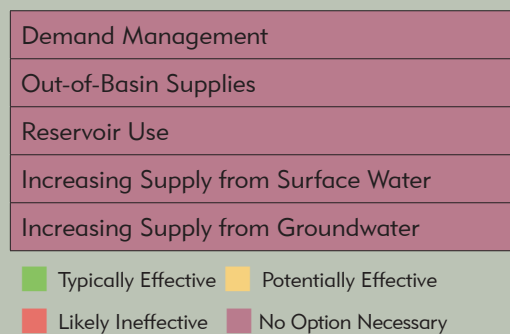 Demand Management
Out-of-Basin Supplies
Reservoir Use
Increasing Supply from Surface Water
Increasing Supply from Groundwater
Typically Effective Potentially Effective
Likely Ineffective No Option Necessary